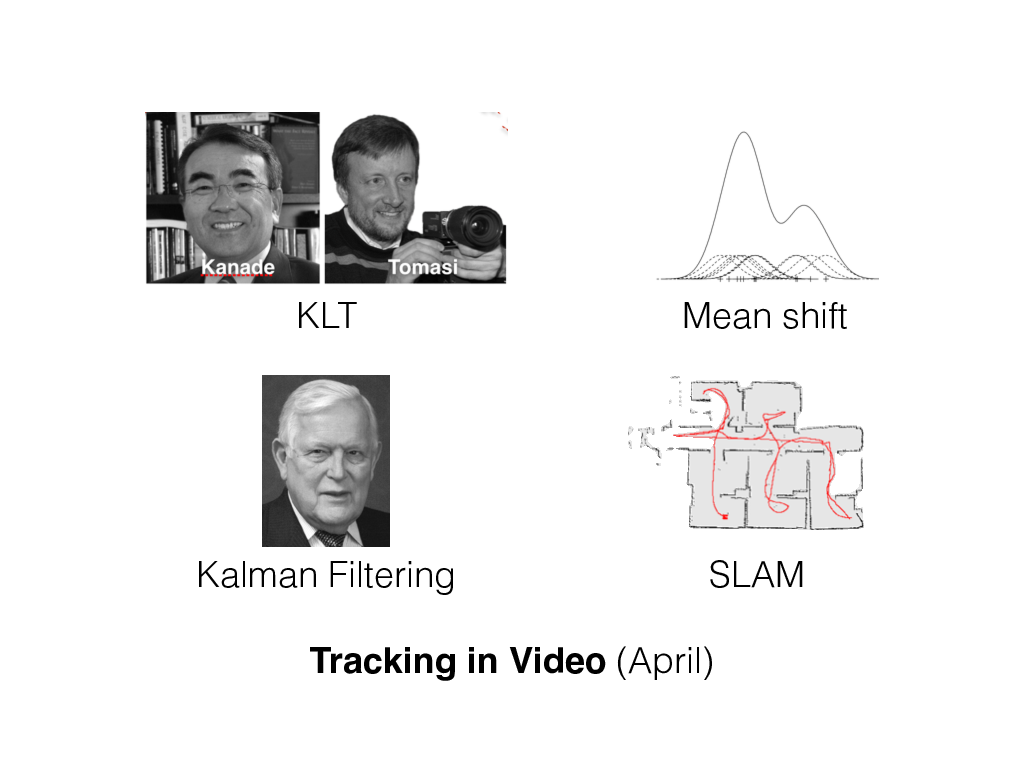 Kanade
Tomasi
KLT
Mean shift
Kalman Filtering
SLAM
Tracking in Video (April)